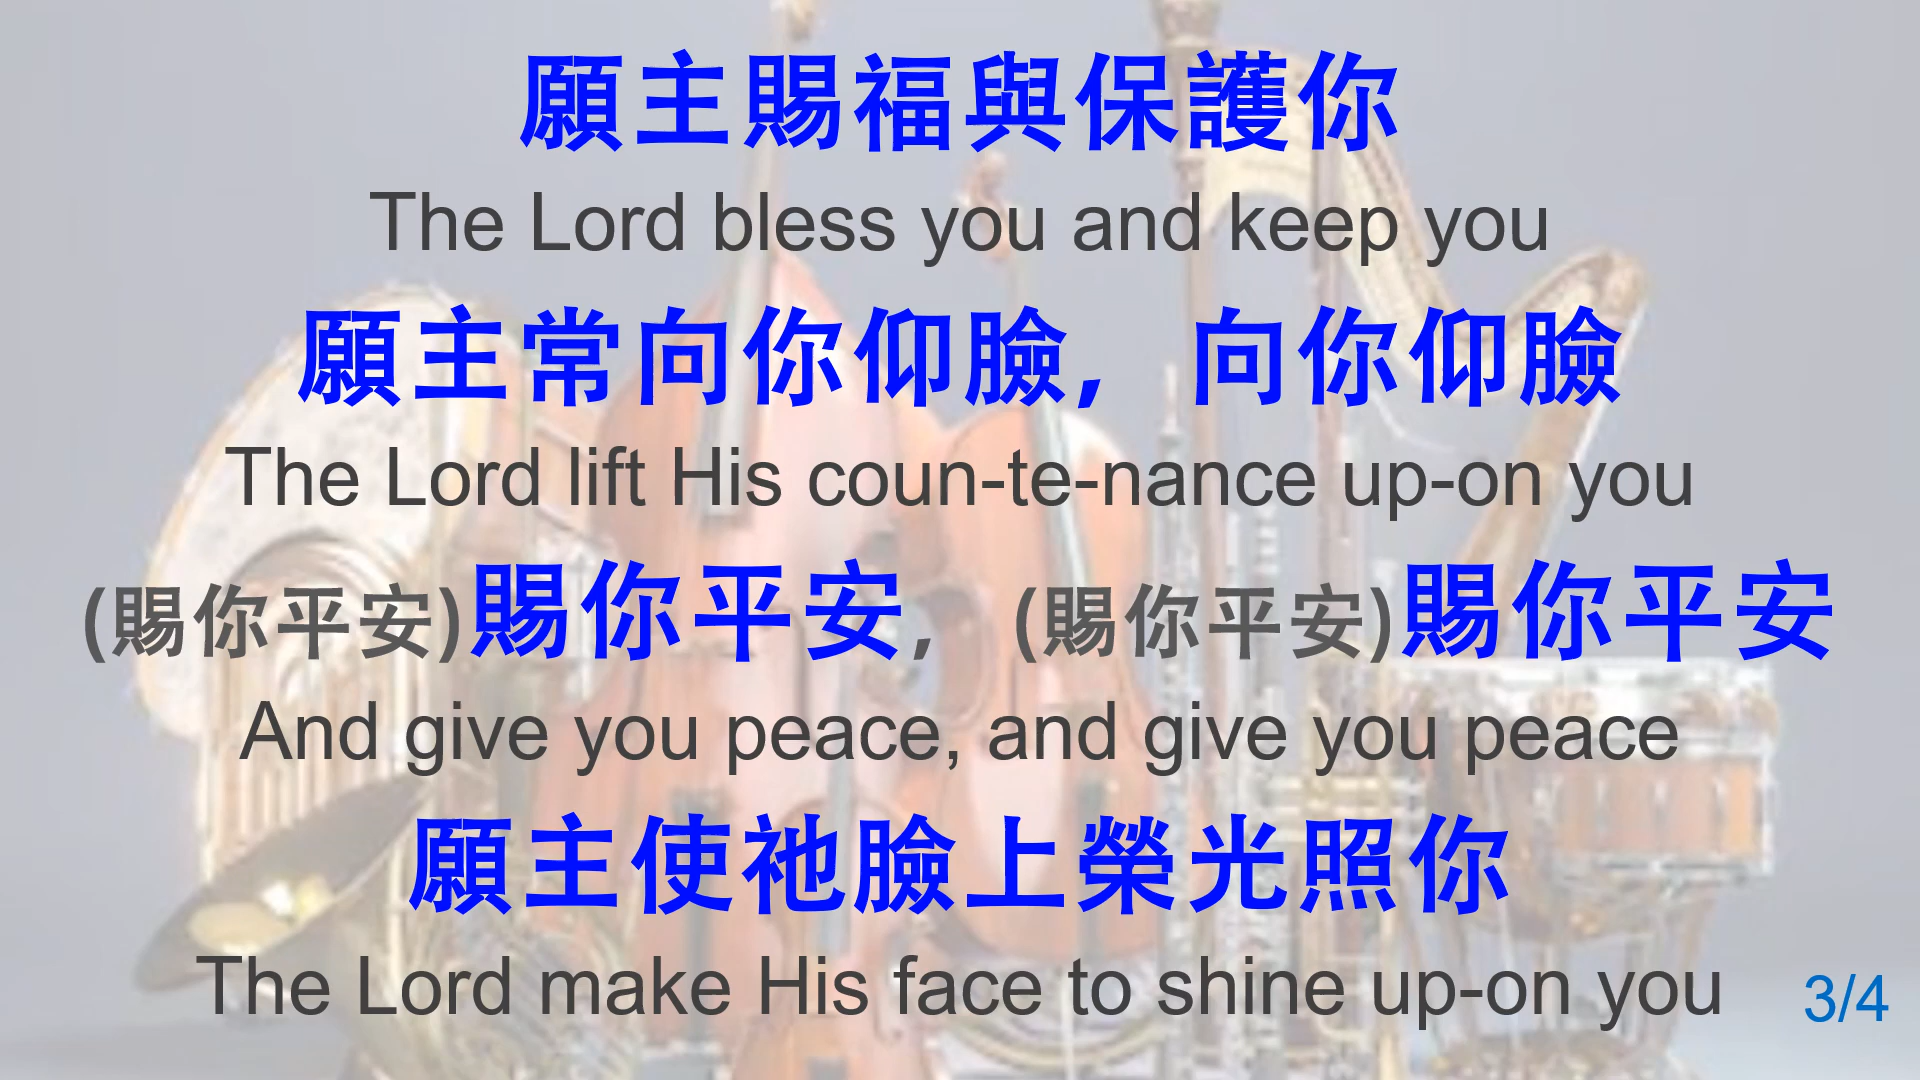 願主賜福與保護你
The Lord bless you and keep you
願主常向你仰臉，向你仰臉
The Lord lift His coun-te-nance up-on you
(賜你平安)賜你平安，(賜你平安)賜你平安
And give you peace, and give you peace
願主使祂臉上榮光照你
The Lord make His face to shine up-on you
3/4